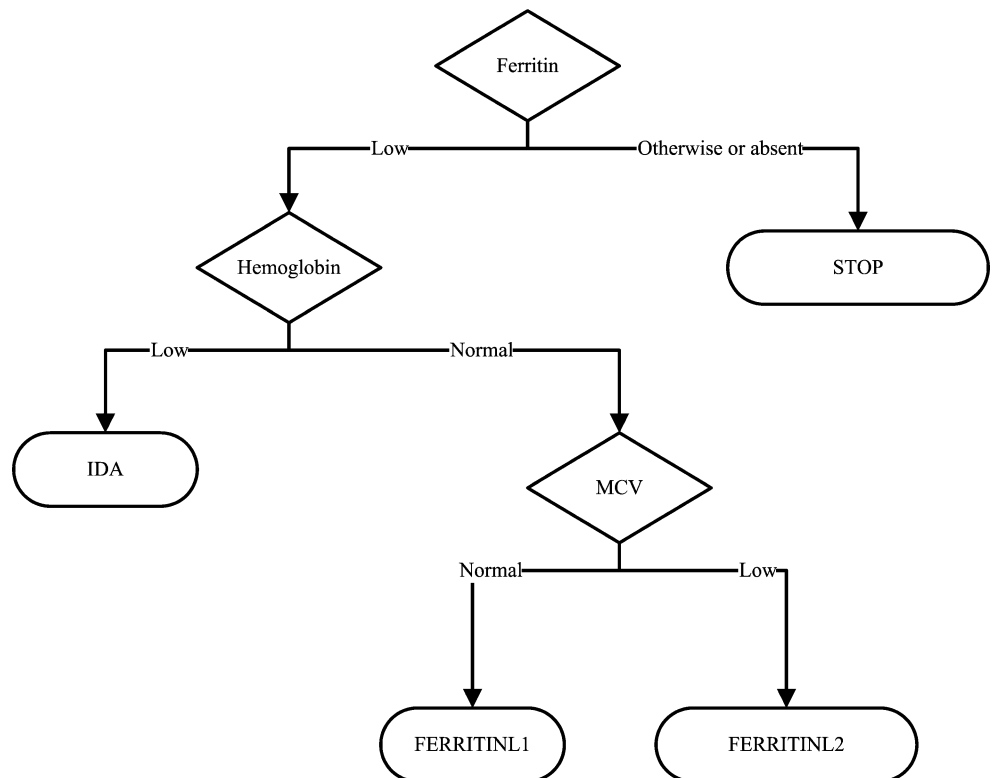 Ferritin
Low
Otherwise or absent
Hemoglobin
STOP
Low
Normal
IDA
MCV
Normal
Low
FERRITINL1
FERRITINL2